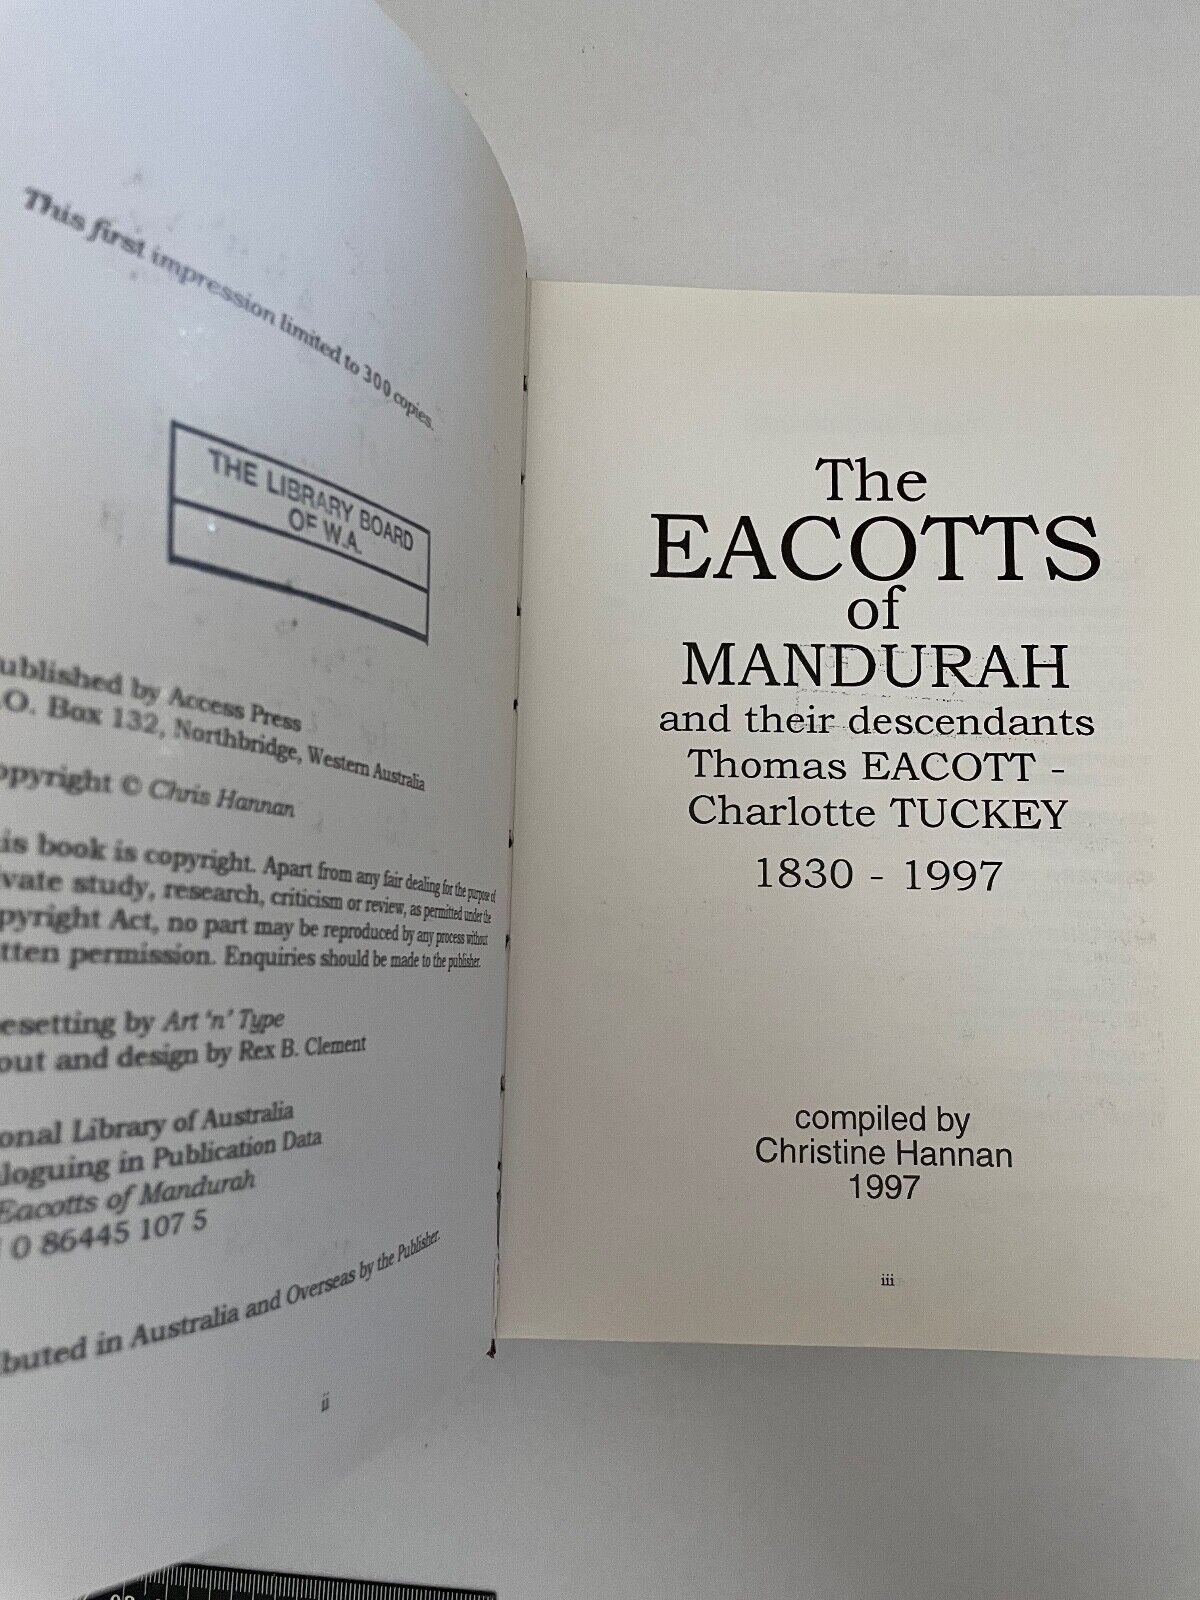 This first impression limited to 300 copies.
THE LIBRARY BOARD
OF W.A.
ublished by Access Press
.O. Box 132, Northbridge, Western Australia
opyright © Chris Hannan
is book is copyright. Apart from any fair dealing for the purpose of
ivate study, research, criticism or review, as permitted under the
pyright Act, no part may be reproduced by any process without
tten permission. Enquiries should be made to the publisher.
esetting by Art 'n' Type
out and design by Rex B. Clement
onal Library of Australia
aloguing in Publication Data
Eacotts of Mandurah
0 86445 107 5
ibuted in Australia and Overseas by the Publisher.
ii
The
EACOTTS
of
MANDURAH
and their descendants
Thomas EACOTT -
Charlotte TUCKEY
1830 - 1997
compiled by
Christine Hannan
1997
iii